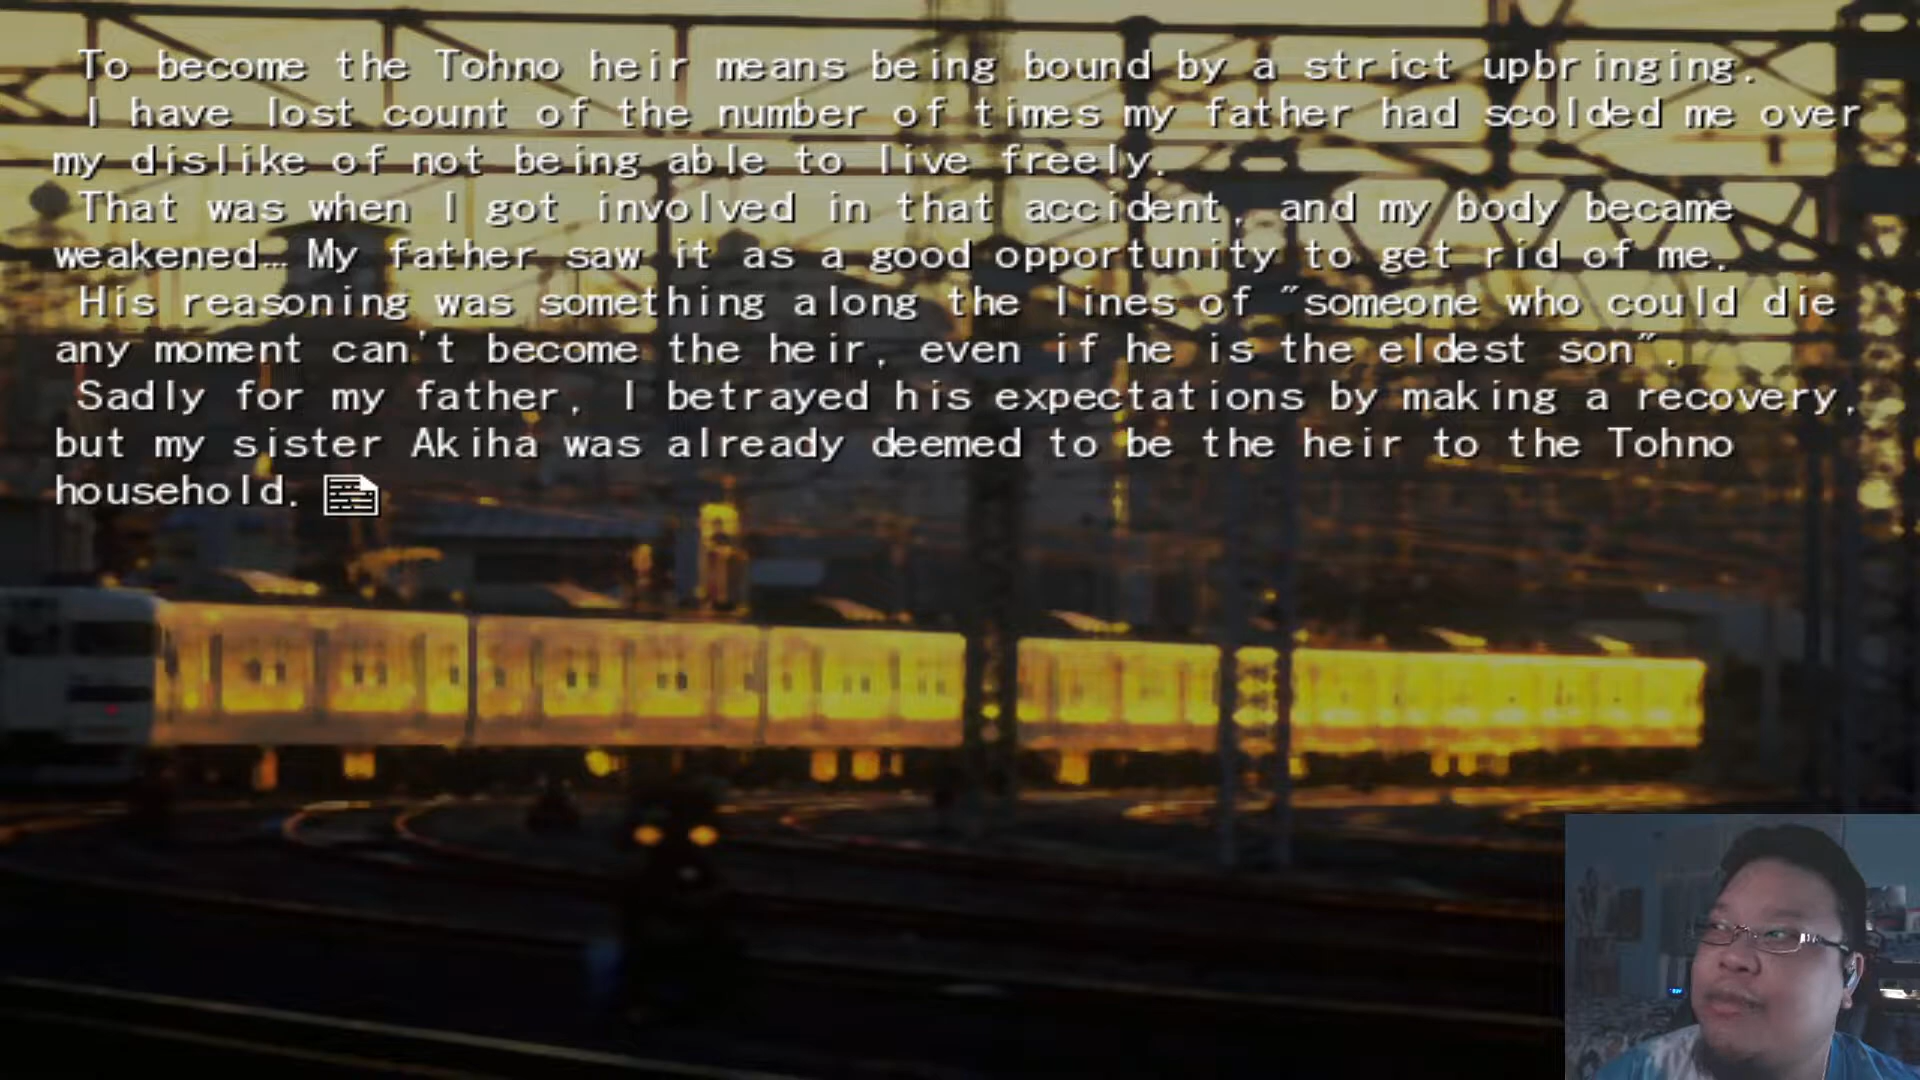 To become the Tohno heir means being bound by a strict upbringing.
I have lost count of the number of times my father had scolded me over
my dislike of not being able to live freely.
That was when I got involved in that accident, and my body became
weakened… My father saw it as a good opportunity to get rid of me.
His reasoning was something along the lines of "someone who could die
any moment can't become the heir, even if he is the eldest son".
Sadly for my father, I betrayed his expectations by making a recovery,
but my sister Akiha was already deemed to be the heir to the Tohno
household.